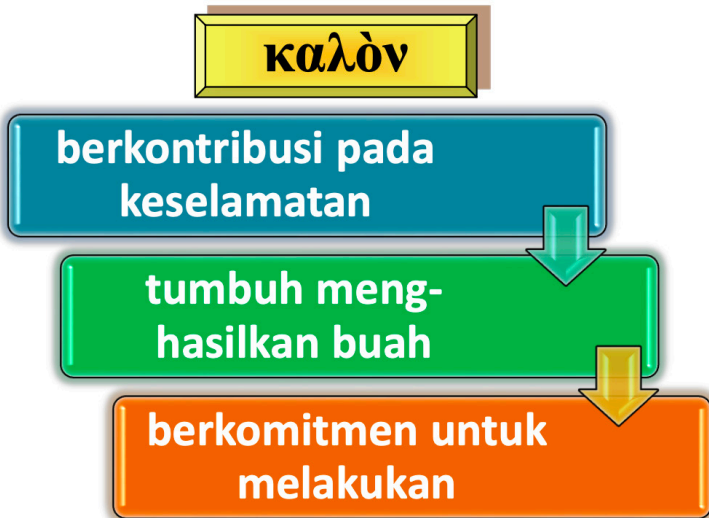 καλὸν
berkontribusi pada
keselamatan
tumbuh meng-
hasilkan buah
berkomitmen untuk
melakukan